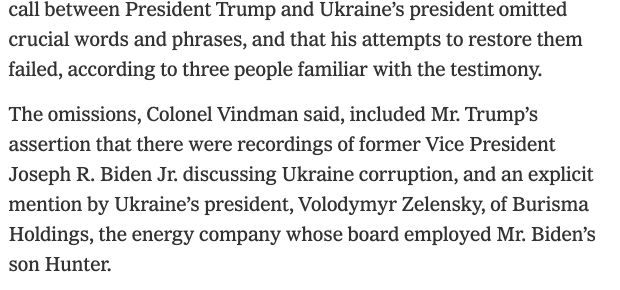 call between President Trump and Ukraine’s president omitted
crucial words and phrases, and that his attempts to restore them
failed, according to three people familiar with the testimony.
The omissions, Colonel Vindman said, included Mr. Trump’s
assertion that there were recordings of former Vice President
Joseph R. Biden Jr. discussing Ukraine corruption, and an explicit
mention by Ukraine’s president, Volodymyr Zelensky, of Burisma
Holdings, the energy company whose board employed Mr. Biden’s
son Hunter.